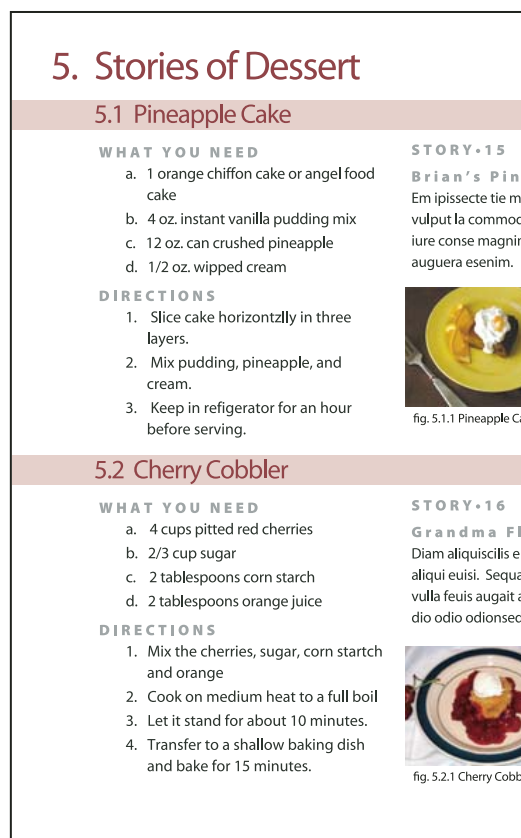 5. Stories of Dessert
5.1 Pineapple Cake
WHAT YOU NEED
a. 1 orange chiffon cake or angel food
cake
b. 4 oz. instant vanilla pudding mix
c. 12 oz. can crushed pineapple
d. 1/2 oz. wipped cream
DIRECTIONS
1. Slice cake horizontzlly in three
layers.
2. Mix pudding, pineapple, and
cream.
3. Keep in refigerator for an hour
before serving.
STORY•15
Brian's Pin
Em ipissecte tie m
vulput la commod
iure conse magnin
auguera esenim.
fig. 5.1.1 Pineapple Ca
5.2 Cherry Cobbler
WHAT YOU NEED
a. 4 cups pitted red cherries
b. 2/3 cup sugar
c. 2 tablespoons corn starch
d. 2 tablespoons orange juice
DIRECTIONS
1. Mix the cherries, sugar, corn startch
and orange
2. Cook on medium heat to a full boil
3. Let it stand for about 10 minutes.
4. Transfer to a shallow baking dish
and bake for 15 minutes.
STORY•16
Grandma Fl
Diam aliquiscilis e
aliqui euisi. Sequa
vulla feuis augait a
dio odio odionsed
fig. 5.2.1 Cherry Cobb